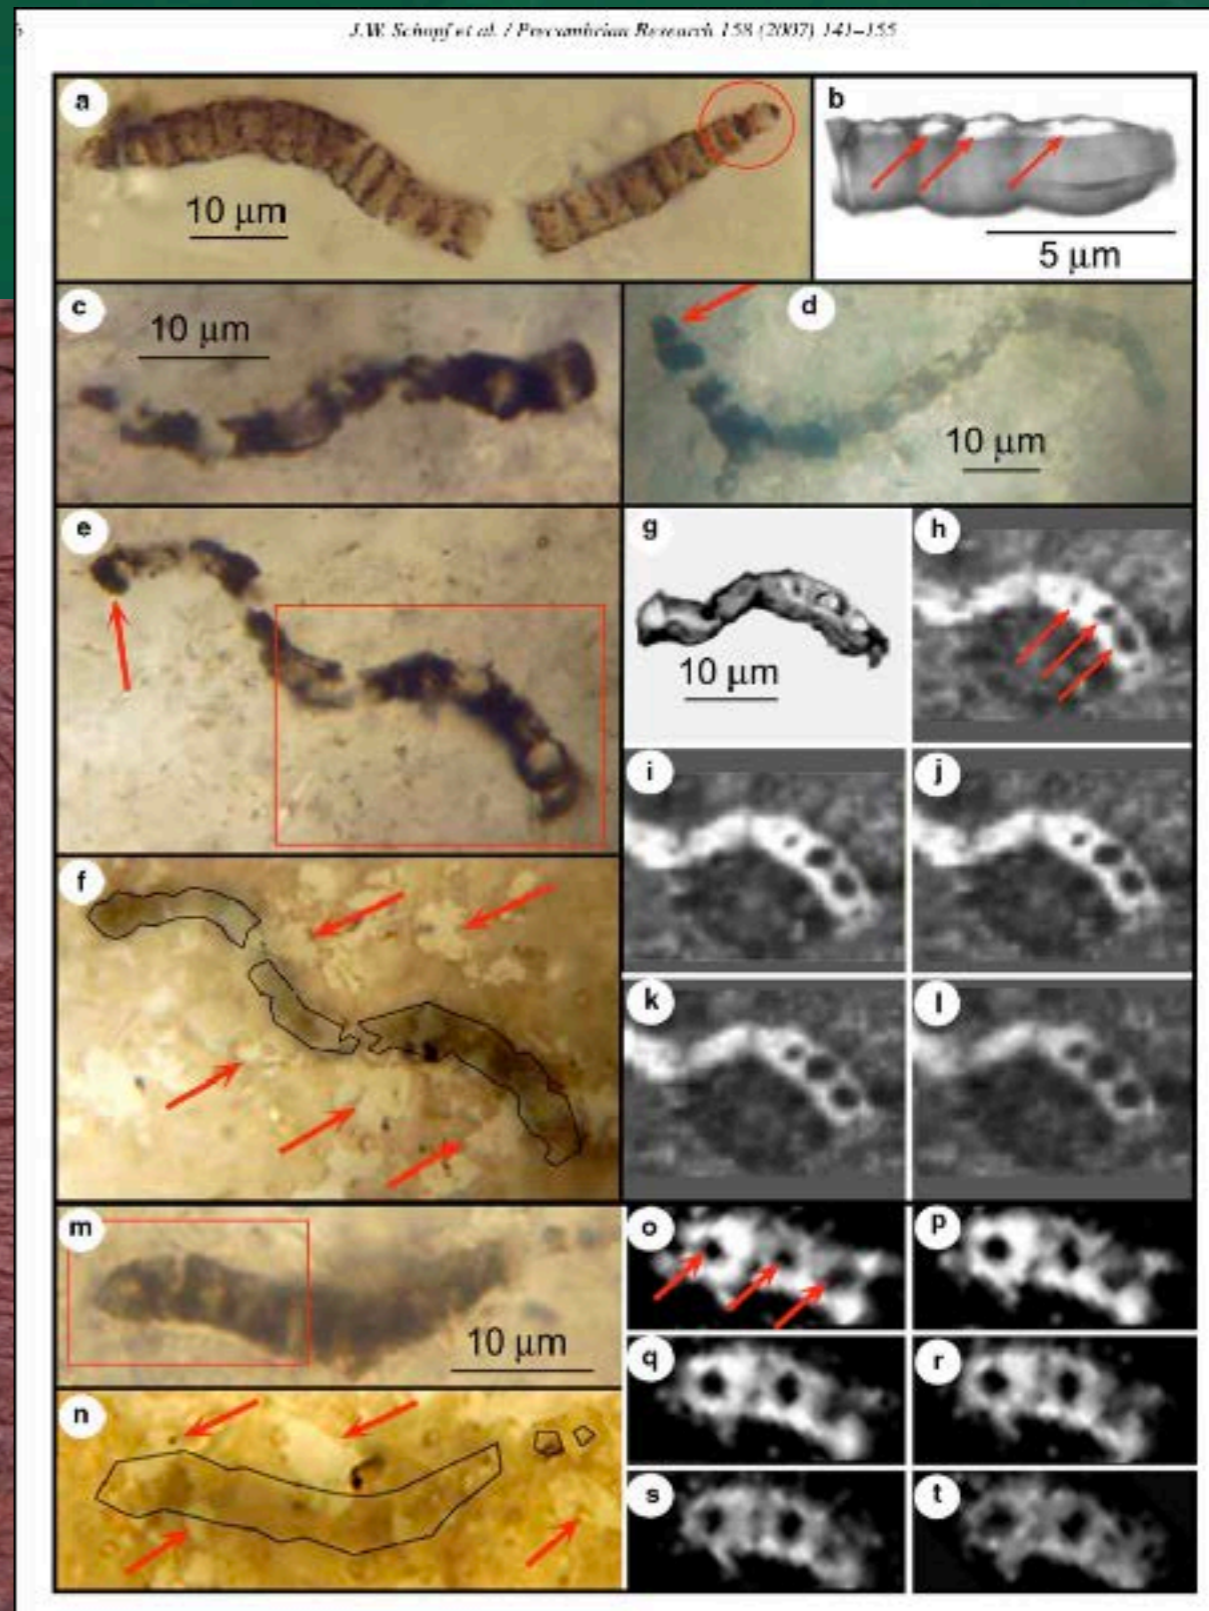 J.W. Schopf et al. / Precambrian Research 158 (2007) 141–155
a
10 µm
b
5 µm
c
10 µm
d
10 µm
e
f
g
10 µm
h
i
j
k
l
m
10 µm
n
o
p
q
r
s
t